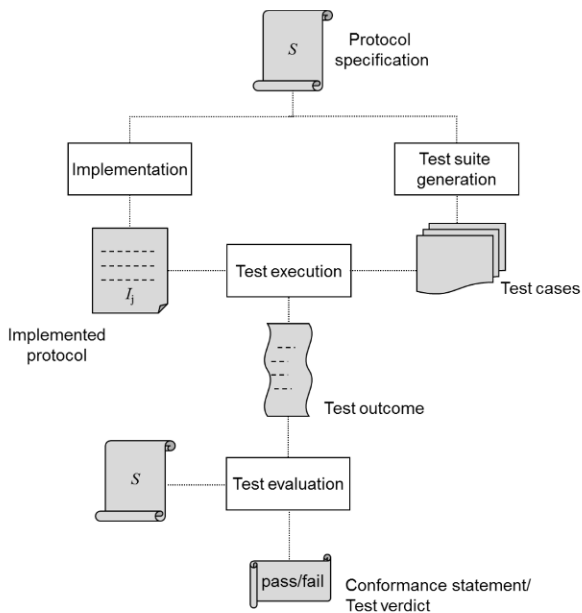 S
Protocol
specification
Implementation
Test suite
generation
I_j
Test execution
Test cases
Implemented
protocol
Test outcome
S
Test evaluation
pass/fail
Conformance statement/
Test verdict